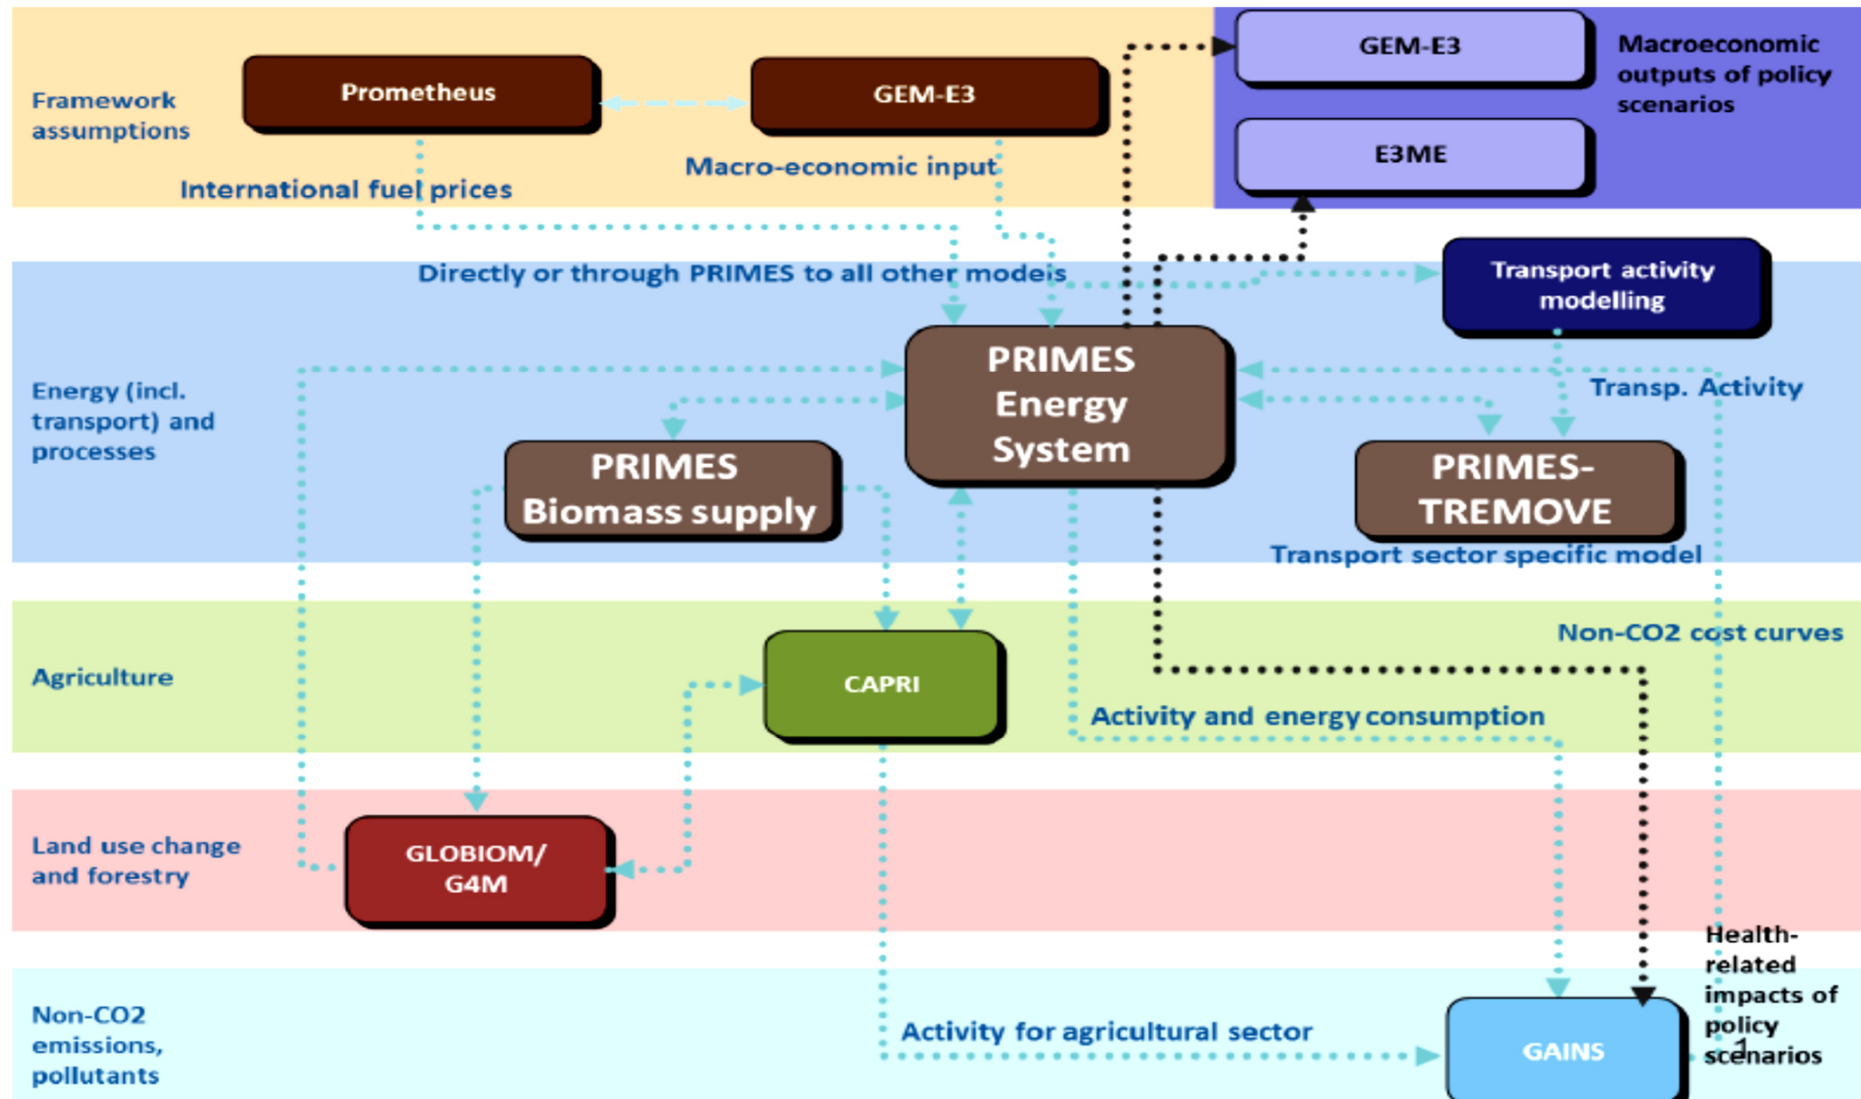 GEM-E3
Macroeconomic
outputs of policy
scenarios
Prometheus
GEM-E3
Framework
assumptions
E3ME
Macro-economic input
International fuel prices
Directly or through PRIMES to all other models
Transport activity
modelling
PRIMES
Energy
System
Energy (incl.
transport) and
processes
Transp. Activity
PRIMES
Biomass supply
PRIMES-
TREMOVE
Transport sector specific model
Non-CO2 cost curves
Agriculture
CAPRI
Activity and energy consumption
Land use change
and forestry
GLOBIOM/
G4M
Health-
related
impacts of
policy
scenarios
1
Non-CO2
emissions,
pollutants
Activity for agricultural sector
GAINS